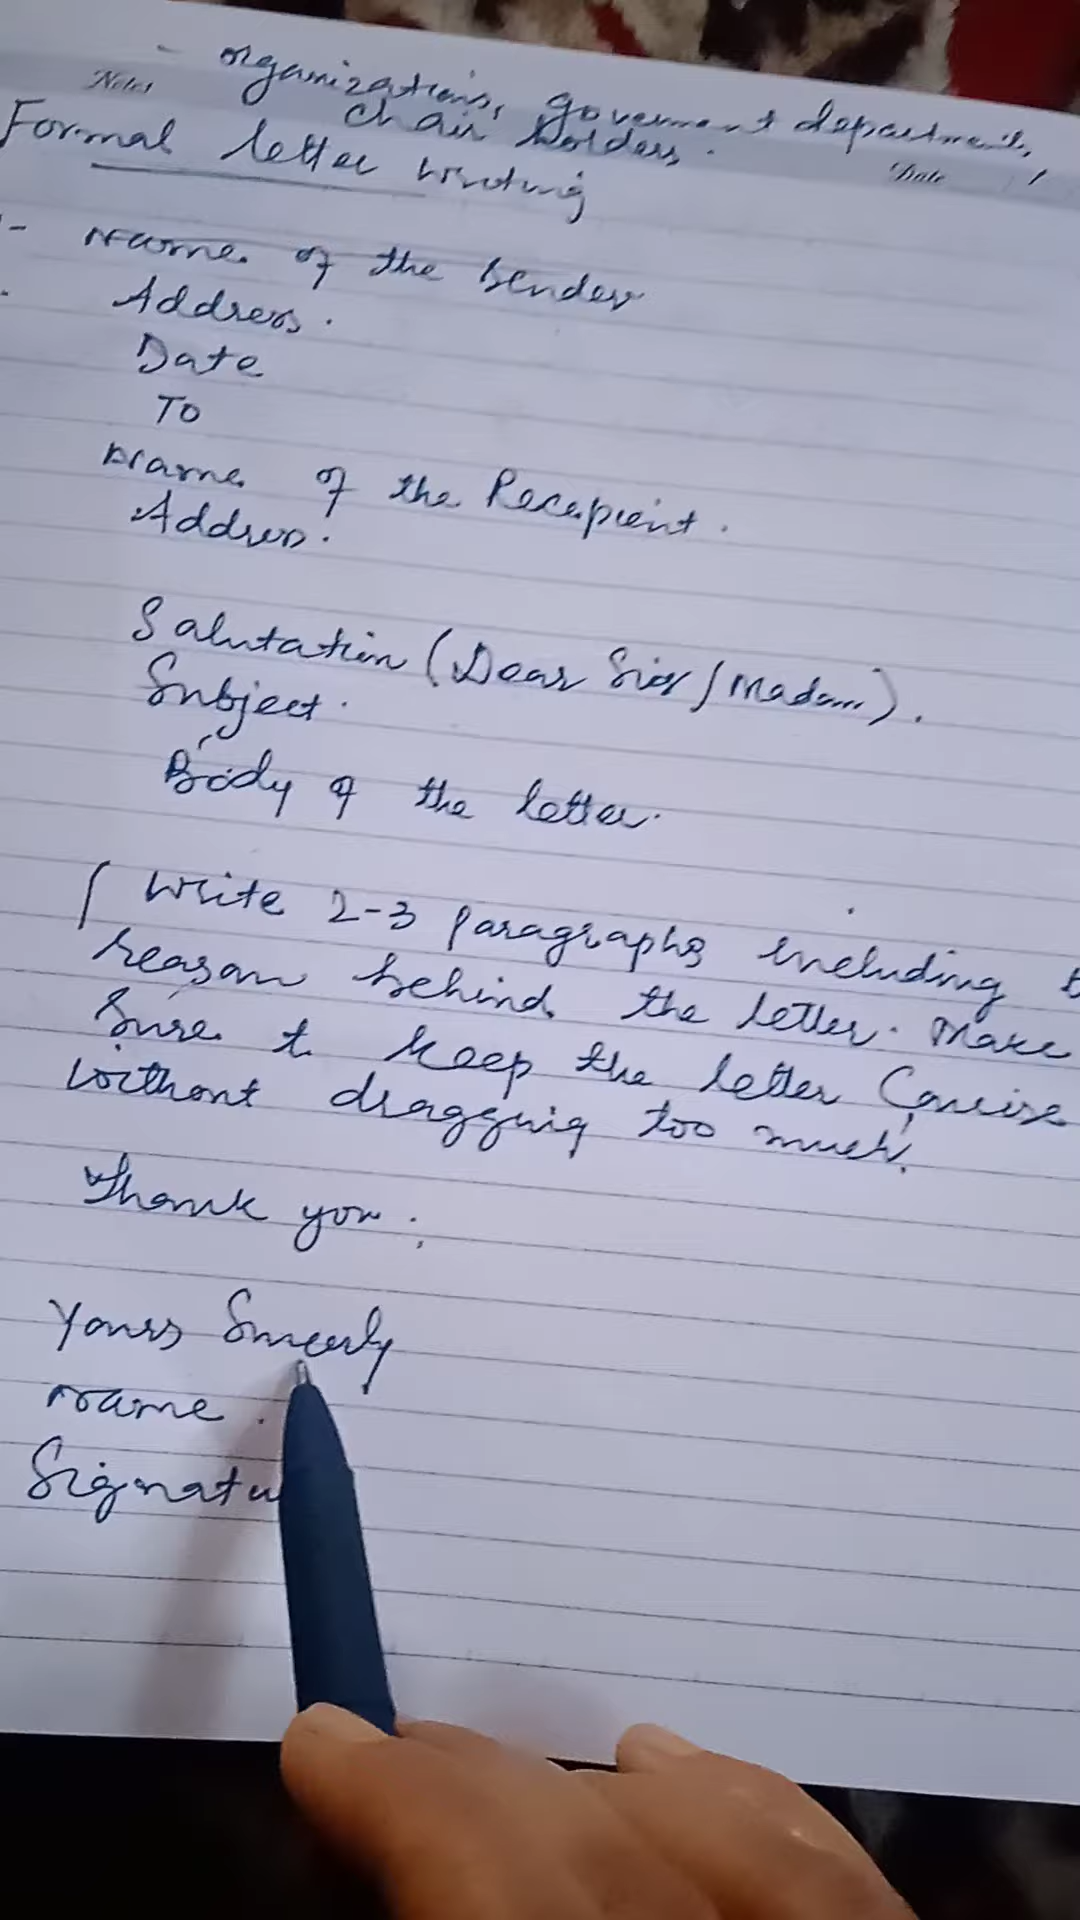 - organizations, government departments,
chair holders.
Notes
Date /
Formal letter writing
- Name of the Sender
Address.
Date
To
Name of the Recepient.
Address.
Salutation (Dear Sir/Madam).
Subject.
Body of the letter.
( Write 2-3 paragraphs including
reason behind the letter. Make
Sure to keep the letter Concise
without dragging too much.
Thank you.
Yours Sincerly
Name.
Signatu